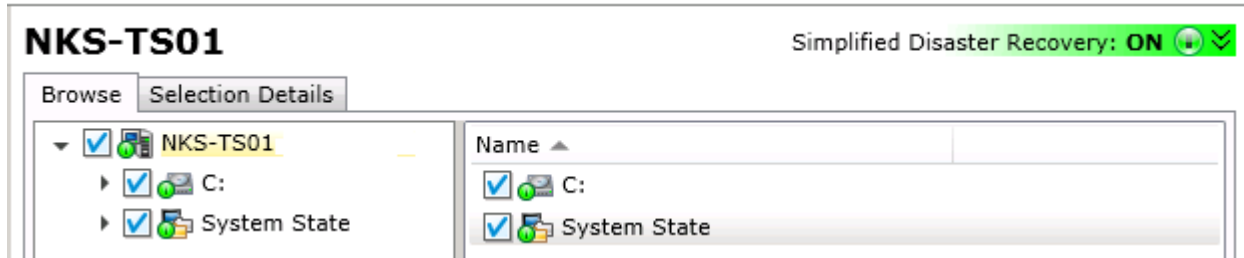 NKS-TS01
Simplified Disaster Recovery: ON
Browse
Selection Details
NKS-TS01
C:
System State
Name
C:
System State